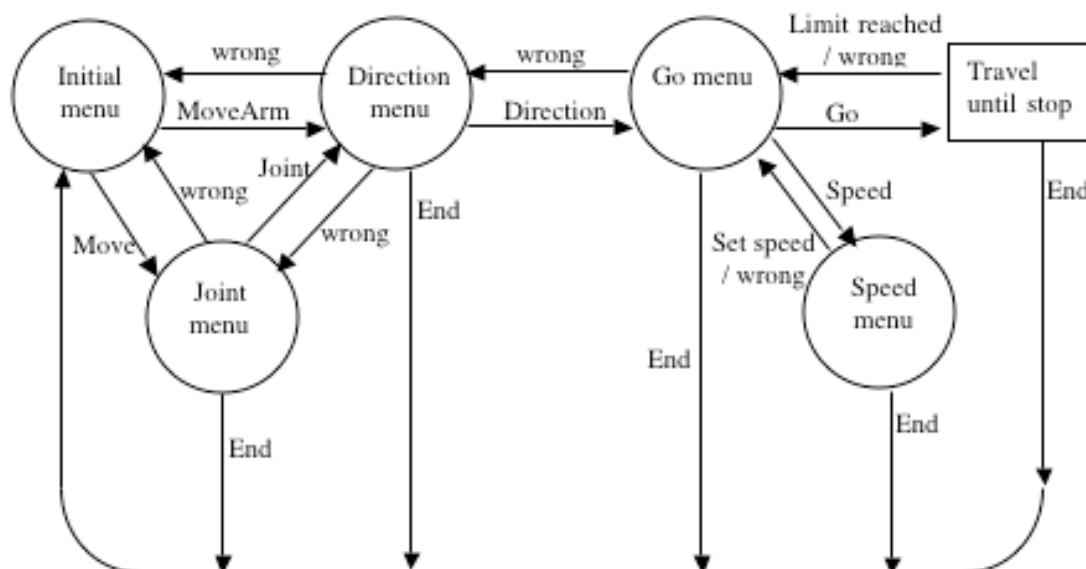 Initial
menu
wrong
MoveArm
Direction
menu
wrong
Direction
Go menu
Limit reached
/ wrong
Go
Travel
until stop
wrong
Joint
Move
wrong
End
Speed
End
Joint
menu
Set speed
/ wrong
Speed
menu
End
End
End